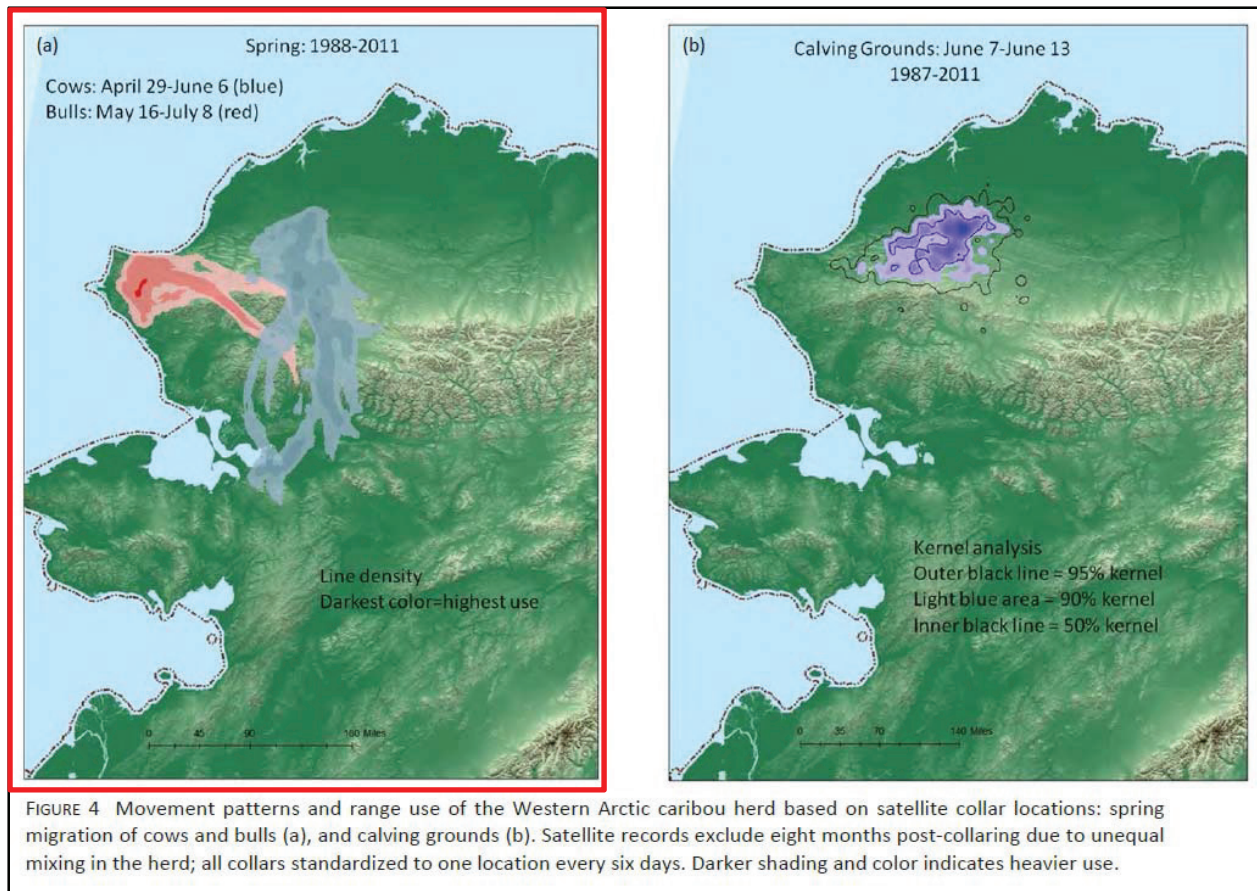 (a)
Spring: 1988-2011
Cows: April 29-June 6 (blue)
Bulls: May 16-July 8 (red)
Line density
Darkest color=highest use
0 45 90 160 Miles
(b)
Calving Grounds: June 7-June 13
1987-2011
Kernel analysis
Outer black line = 95% kernel
Light blue area = 90% kernel
Inner black line = 50% kernel
0 35 70 140 Miles
FIGURE 4 Movement patterns and range use of the Western Arctic caribou herd based on satellite collar locations: spring
migration of cows and bulls (a), and calving grounds (b). Satellite records exclude eight months post-collaring due to unequal
mixing in the herd; all collars standardized to one location every six days. Darker shading and color indicates heavier use.